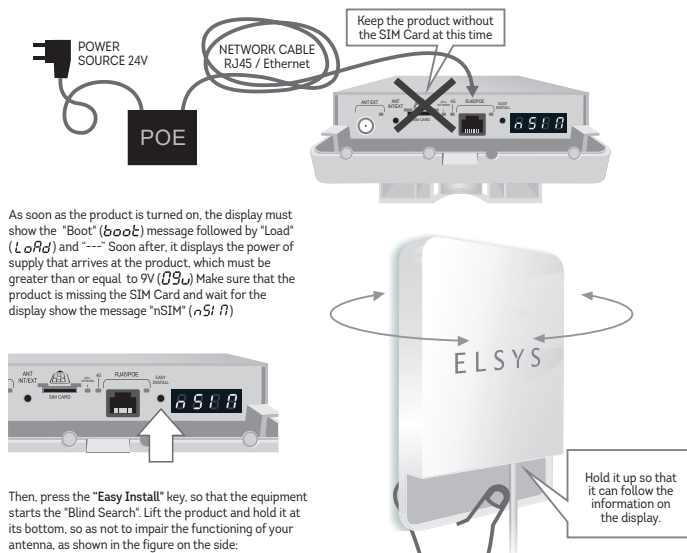 POWER
SOURCE 24V
POE
NETWORK CABLE
RJ45 / Ethernet
Keep the product without
the SIM Card at this time
ANT EXT
ANT
INT/EXT
SIM CARD
4G
RJ45/POE
EASY
INSTALL
nSIM
As soon as the product is turned on, the display must
show the "Boot" (boot) message followed by "Load"
(LoAd) and "---" Soon after, it displays the power of
supply that arrives at the product, which must be
greater than or equal to 9V (09u) Make sure that the
product is missing the SIM Card and wait for the
display show the message "nSIM" (nSIM)
ANT
INT/EXT
SIM CARD
4G
RJ45/POE
EASY
INSTALL
nSIM
Then, press the "Easy Install" key, so that the equipment
starts the "Blind Search". Lift the product and hold it at
its bottom, so as not to impair the functioning of your
antenna, as shown in the figure on the side:
ELSYS
Hold it up so that
it can follow the
information on
the display.